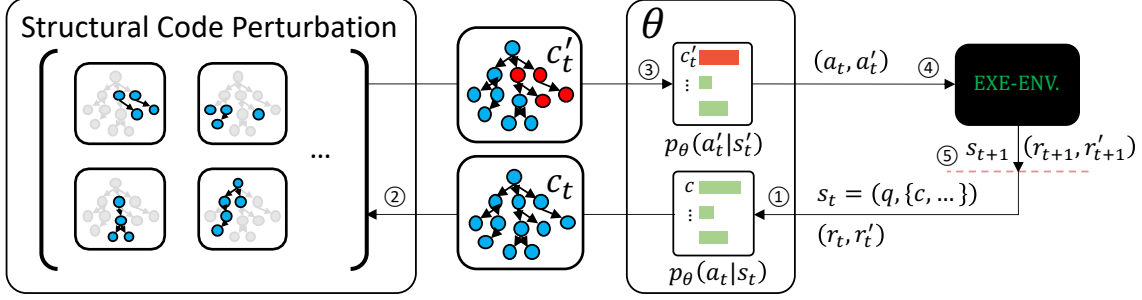 Structural Code Perturbation
...
②
c′ₜ
cₜ
θ
③
c′ₜ
⋮
pθ(a′ₜ|s′ₜ)
c
⋮
pθ(aₜ|sₜ)
①
(aₜ, a′ₜ)
④
EXE-ENV.
⑤ sₜ₊₁ (rₜ₊₁, r′ₜ₊₁)
sₜ = (q, {c, … })
(rₜ, r′ₜ)